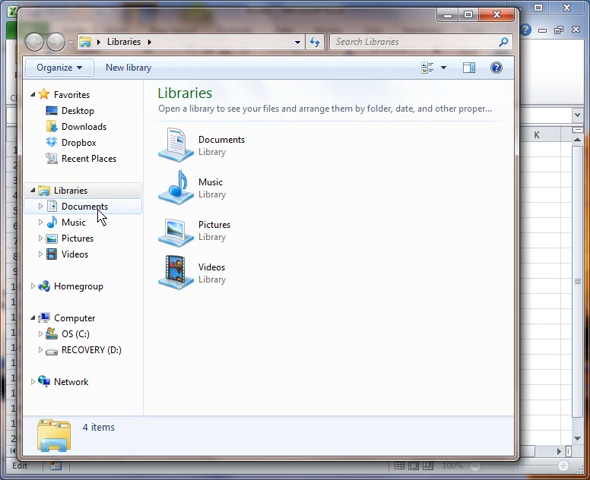 Libraries
Search Libraries
Organize
New library
Favorites
Desktop
Downloads
Dropbox
Recent Places
Libraries
Documents
Music
Pictures
Videos
Homegroup
Computer
OS (C:)
RECOVERY (D:)
Network
Libraries
Open a library to see your files and arrange them by folder, date, and other proper...
Documents
Library
Music
Library
Pictures
Library
Videos
Library
4 items
K
Edit
100%